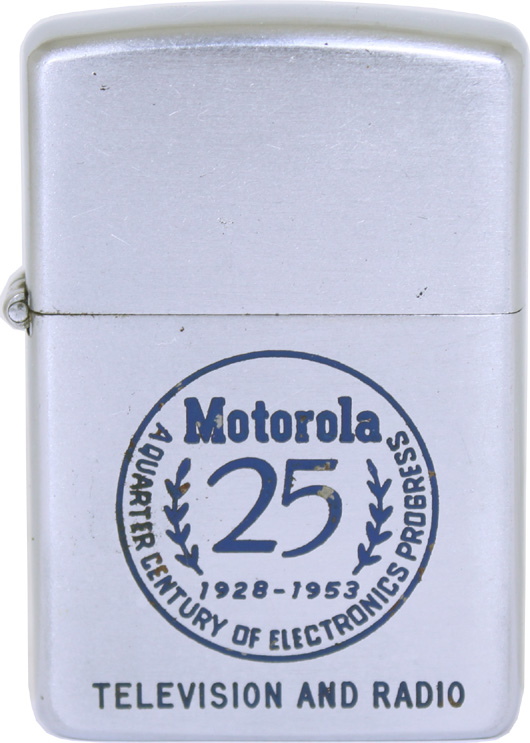 Motorola
25
1928-1953
A QUARTER CENTURY OF ELECTRONICS PROGRESS
TELEVISION AND RADIO